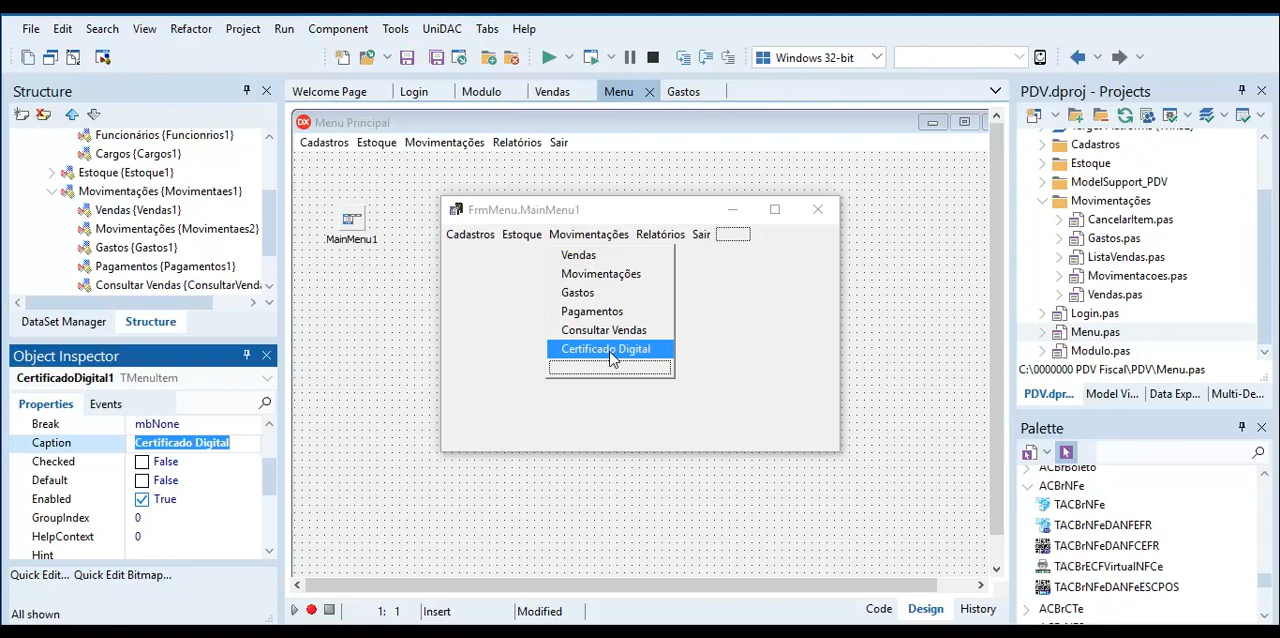 File Edit Search View Refactor Project Run Component Tools UniDAC Tabs Help
Windows 32-bit
Structure
Funcionários {Funcionrios1}
Cargos {Cargos1}
Estoque {Estoque1}
Movimentações {Movimentaes1}
Vendas {Vendas1}
Movimentações {Movimentaes2}
Gastos {Gastos1}
Pagamentos {Pagamentos1}
Consultar Vendas {ConsultarVenda
DataSet Manager Structure
Object Inspector
CertificadoDigital1 TMenuItem
Properties Events
Break mbNone
Caption Certificado Digital
Checked False
Default False
Enabled True
GroupIndex 0
HelpContext 0
Hint
Quick Edit... Quick Edit Bitmap...
All shown
Welcome Page Login Modulo Vendas Menu Gastos
DX Menu Principal
Cadastros Estoque Movimentações Relatórios Sair
MainMenu1
FrmMenu.MainMenu1
Cadastros Estoque Movimentações Relatórios Sair
Vendas
Movimentações
Gastos
Pagamentos
Consultar Vendas
Certificado Digital
1: 1 Insert Modified Code Design History
PDV.dproj - Projects
Cadastros
Estoque
ModelSupport_PDV
Movimentações
CancelarItem.pas
Gastos.pas
ListaVendas.pas
Movimentacoes.pas
Vendas.pas
Login.pas
Menu.pas
Modulo.pas
C:\0000000 PDV Fiscal\PDV\Menu.pas
PDV.dpr... Model Vi... Data Exp... Multi-De...
Palette
ACBrBoleto
ACBrNFe
TACBrNFe
TACBrNFeDANFEFR
TACBrNFeDANFCEFR
TACBrECFVirtualNFCe
TACBrNFeDANFeESCPOS
ACBrCTe